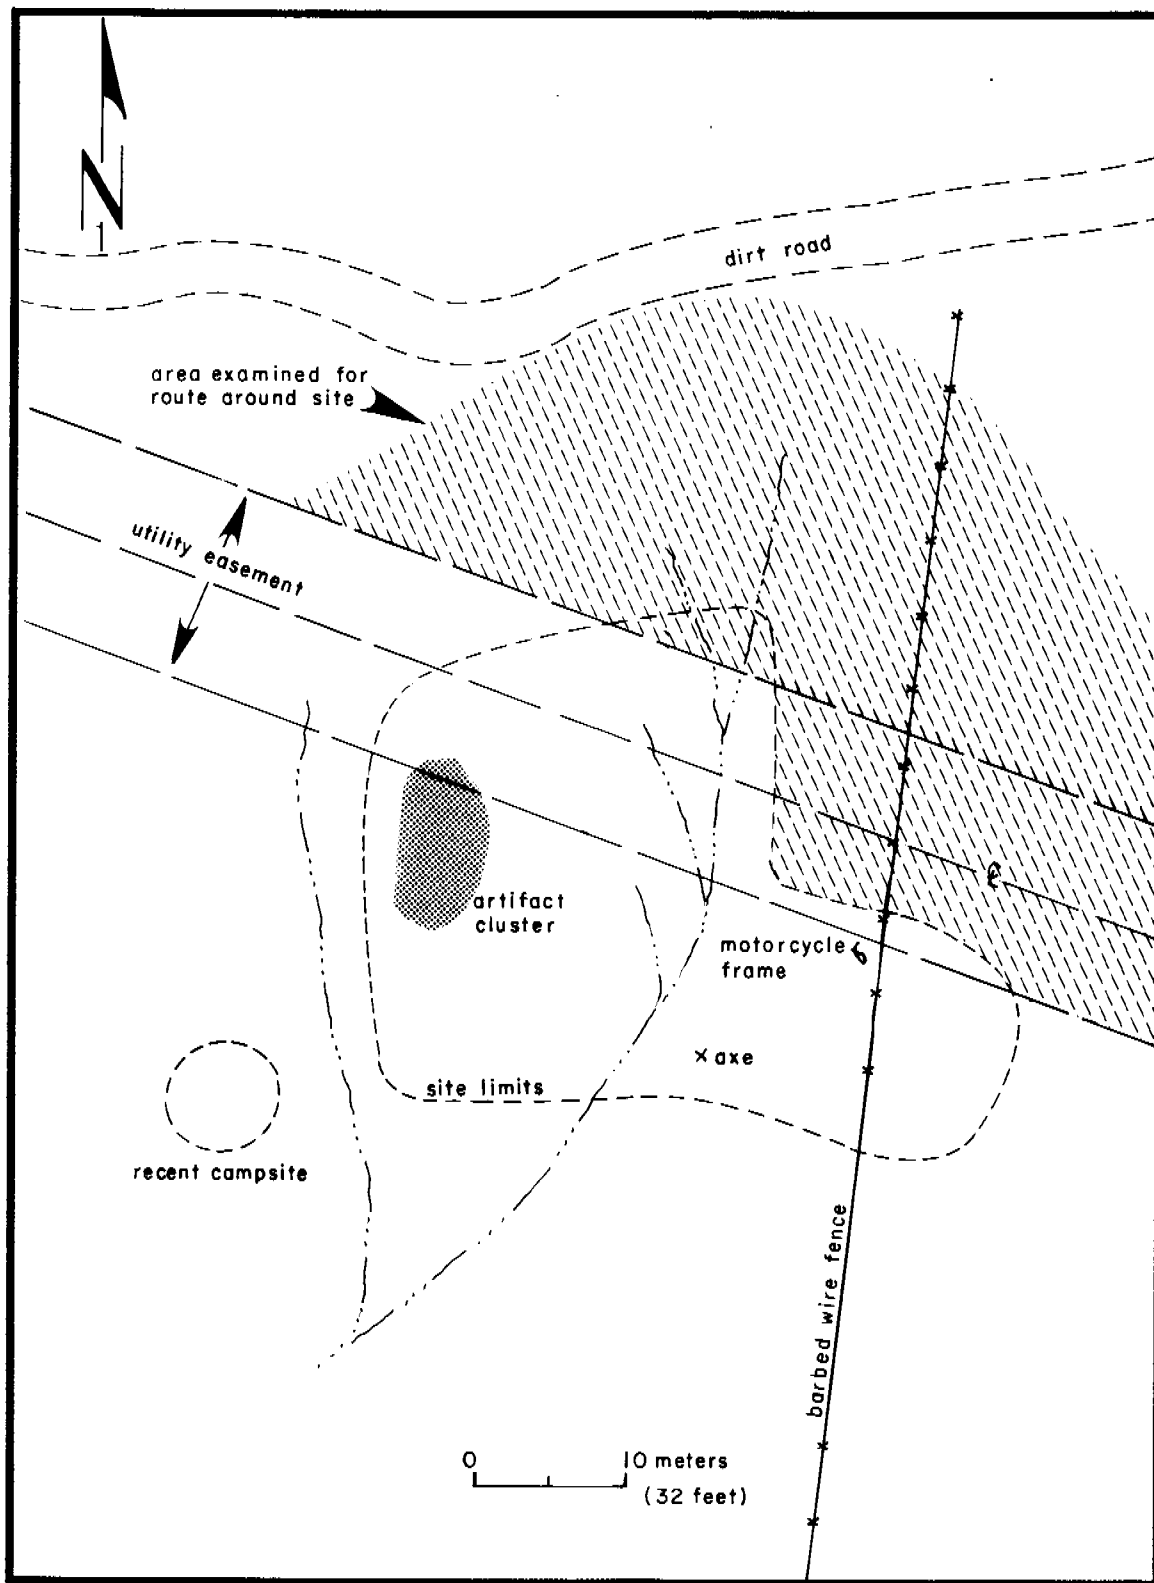 N
dirt road
area examined for
route around site
utility easement
artifact
cluster
motorcycle
frame
axe
site limits
recent campsite
barbed wire fence
0 10 meters
(32 feet)